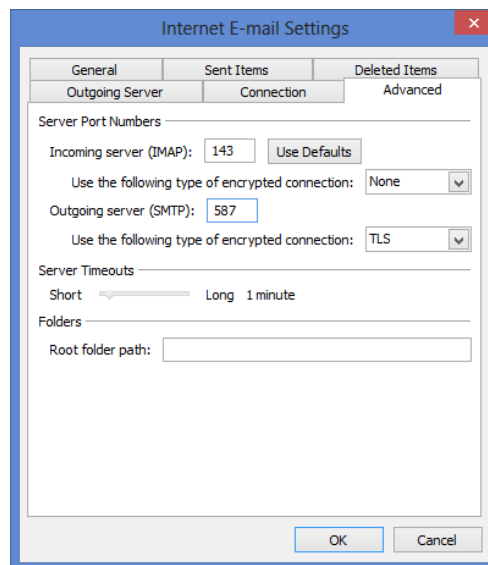 Internet E-mail Settings
General Sent Items Deleted Items
Outgoing Server Connection Advanced
Server Port Numbers
Incoming server (IMAP): 143 Use Defaults
Use the following type of encrypted connection: None
Outgoing server (SMTP): 587
Use the following type of encrypted connection: TLS
Server Timeouts
Short Long 1 minute
Folders
Root folder path:
OK Cancel